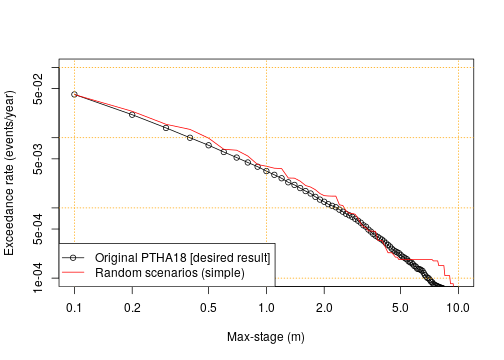 Exceedance rate (events/year)
5e-02
5e-03
5e-04
1e-04
Original PTHA18 [desired result]
Random scenarios (simple)
0.1 0.2 0.5 1.0 2.0 5.0 10.0
Max-stage (m)